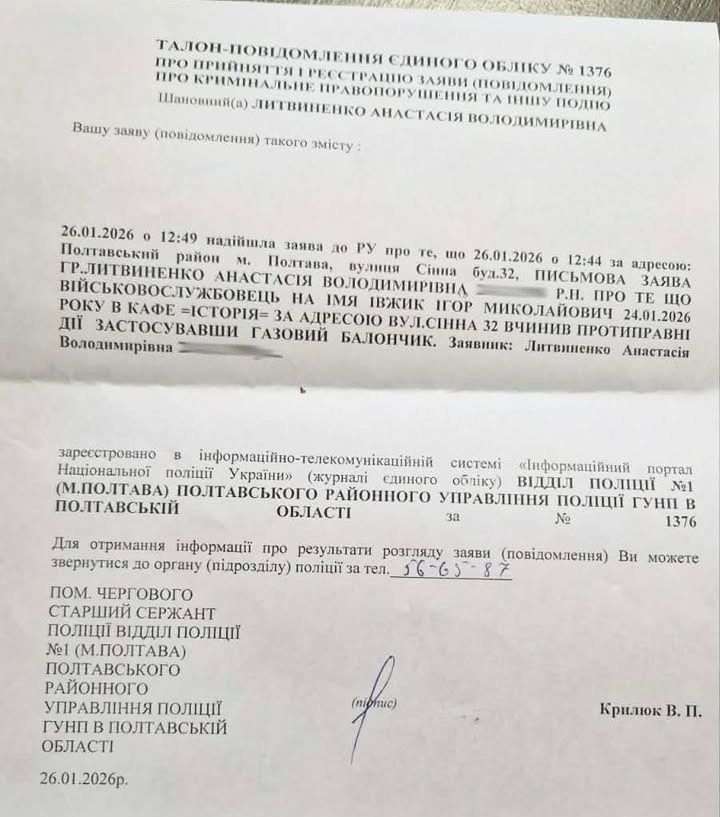 ТАЛОН-ПОВІДОМЛЕННЯ ЄДИНОГО ОБЛІКУ № 1376
ПРО ПРИЙНЯТТЯ І РЕЄСТРАЦІЮ ЗАЯВИ (ПОВІДОМЛЕННЯ)
ПРО КРИМІНАЛЬНЕ ПРАВОПОРУШЕННЯ ТА ІНШУ ПОДІЮ
Шановний(а) ЛИТВИНЕНКО АНАСТАСІЯ ВОЛОДИМИРІВНА
Вашу заяву (повідомлення) такого змісту :
26.01.2026 о 12:49 надійшла заява до РУ про те, що 26.01.2026 о 12:44 за адресою:
Полтавський район м. Полтава, вулиця Сінна буд.32, ПИСЬМОВА ЗАЯВА
ГР.ЛИТВИНЕНКО АНАСТАСІЯ ВОЛОДИМИРІВНА Р.Н. ПРО ТЕ ЩО
ВІЙСЬКОВОСЛУЖБОВЕЦЬ НА ІМЯ ІВЖИК ІГОР МИКОЛАЙОВИЧ 24.01.2026
РОКУ В КАФЕ =ІСТОРІЯ= ЗА АДРЕСОЮ ВУЛ.СІННА 32 ВЧИНИВ ПРОТИПРАВНІ
ДІЇ ЗАСТОСУВАВШИ ГАЗОВИЙ БАЛОНЧИК. Заявник: Литвиненко Анастасія
Володимирівна
зареєстровано в інформаційно-телекомунікаційній системі «Інформаційний портал
Національної поліції України» (журналі єдиного обліку) ВІДДІЛ ПОЛІЦІЇ №1
(М.ПОЛТАВА) ПОЛТАВСЬКОГО РАЙОННОГО УПРАВЛІННЯ ПОЛІЦІЇ ГУНП В
ПОЛТАВСЬКІЙ ОБЛАСТІ за № 1376
Для отримання інформації про результати розгляду заяви (повідомлення) Ви можете
звернутися до органу (підрозділу) поліції за тел. 56-65-87
ПОМ. ЧЕРГОВОГО
СТАРШИЙ СЕРЖАНТ
ПОЛІЦІЇ ВІДДІЛ ПОЛІЦІЇ
№1 (М.ПОЛТАВА)
ПОЛТАВСЬКОГО
РАЙОННОГО
УПРАВЛІННЯ ПОЛІЦІЇ
ГУНП В ПОЛТАВСЬКІЙ
ОБЛАСТІ
(підпис)
Крилюк В. П.
26.01.2026р.